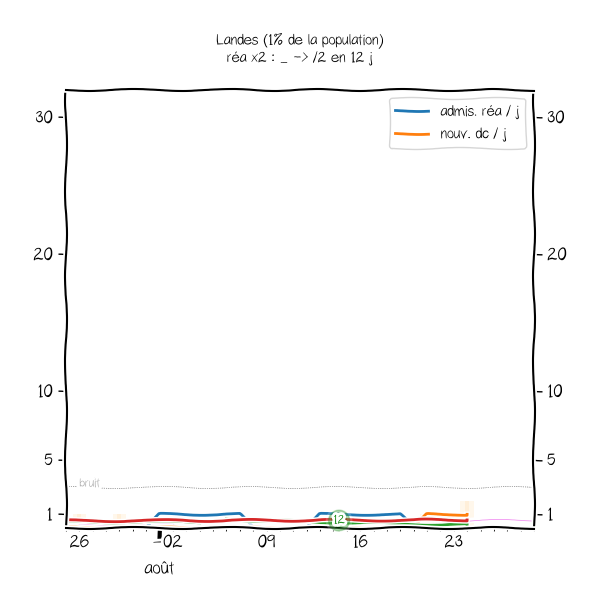 Landes (1% de la population)
réa x2 : _ -> /2 en 12 j
admis. réa / j
nouv. dc / j
30
30
20
20
10
10
5
5
bruit
1
12
1
26
02
09
16
23
août